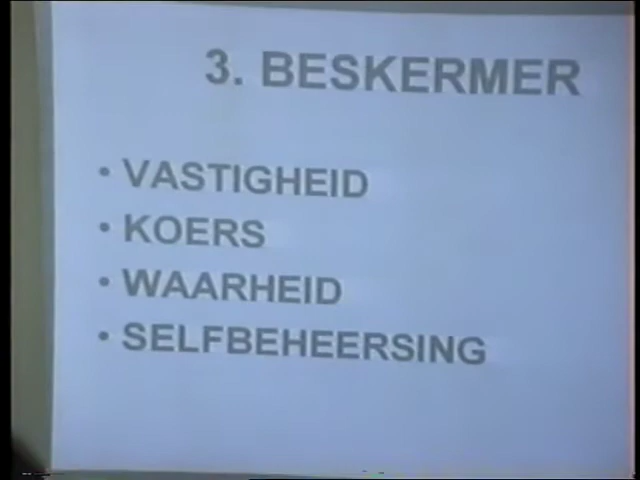 3. BESKERMER
• VASTIGHEID
• KOERS
• WAARHEID
• SELFBEHEERSING